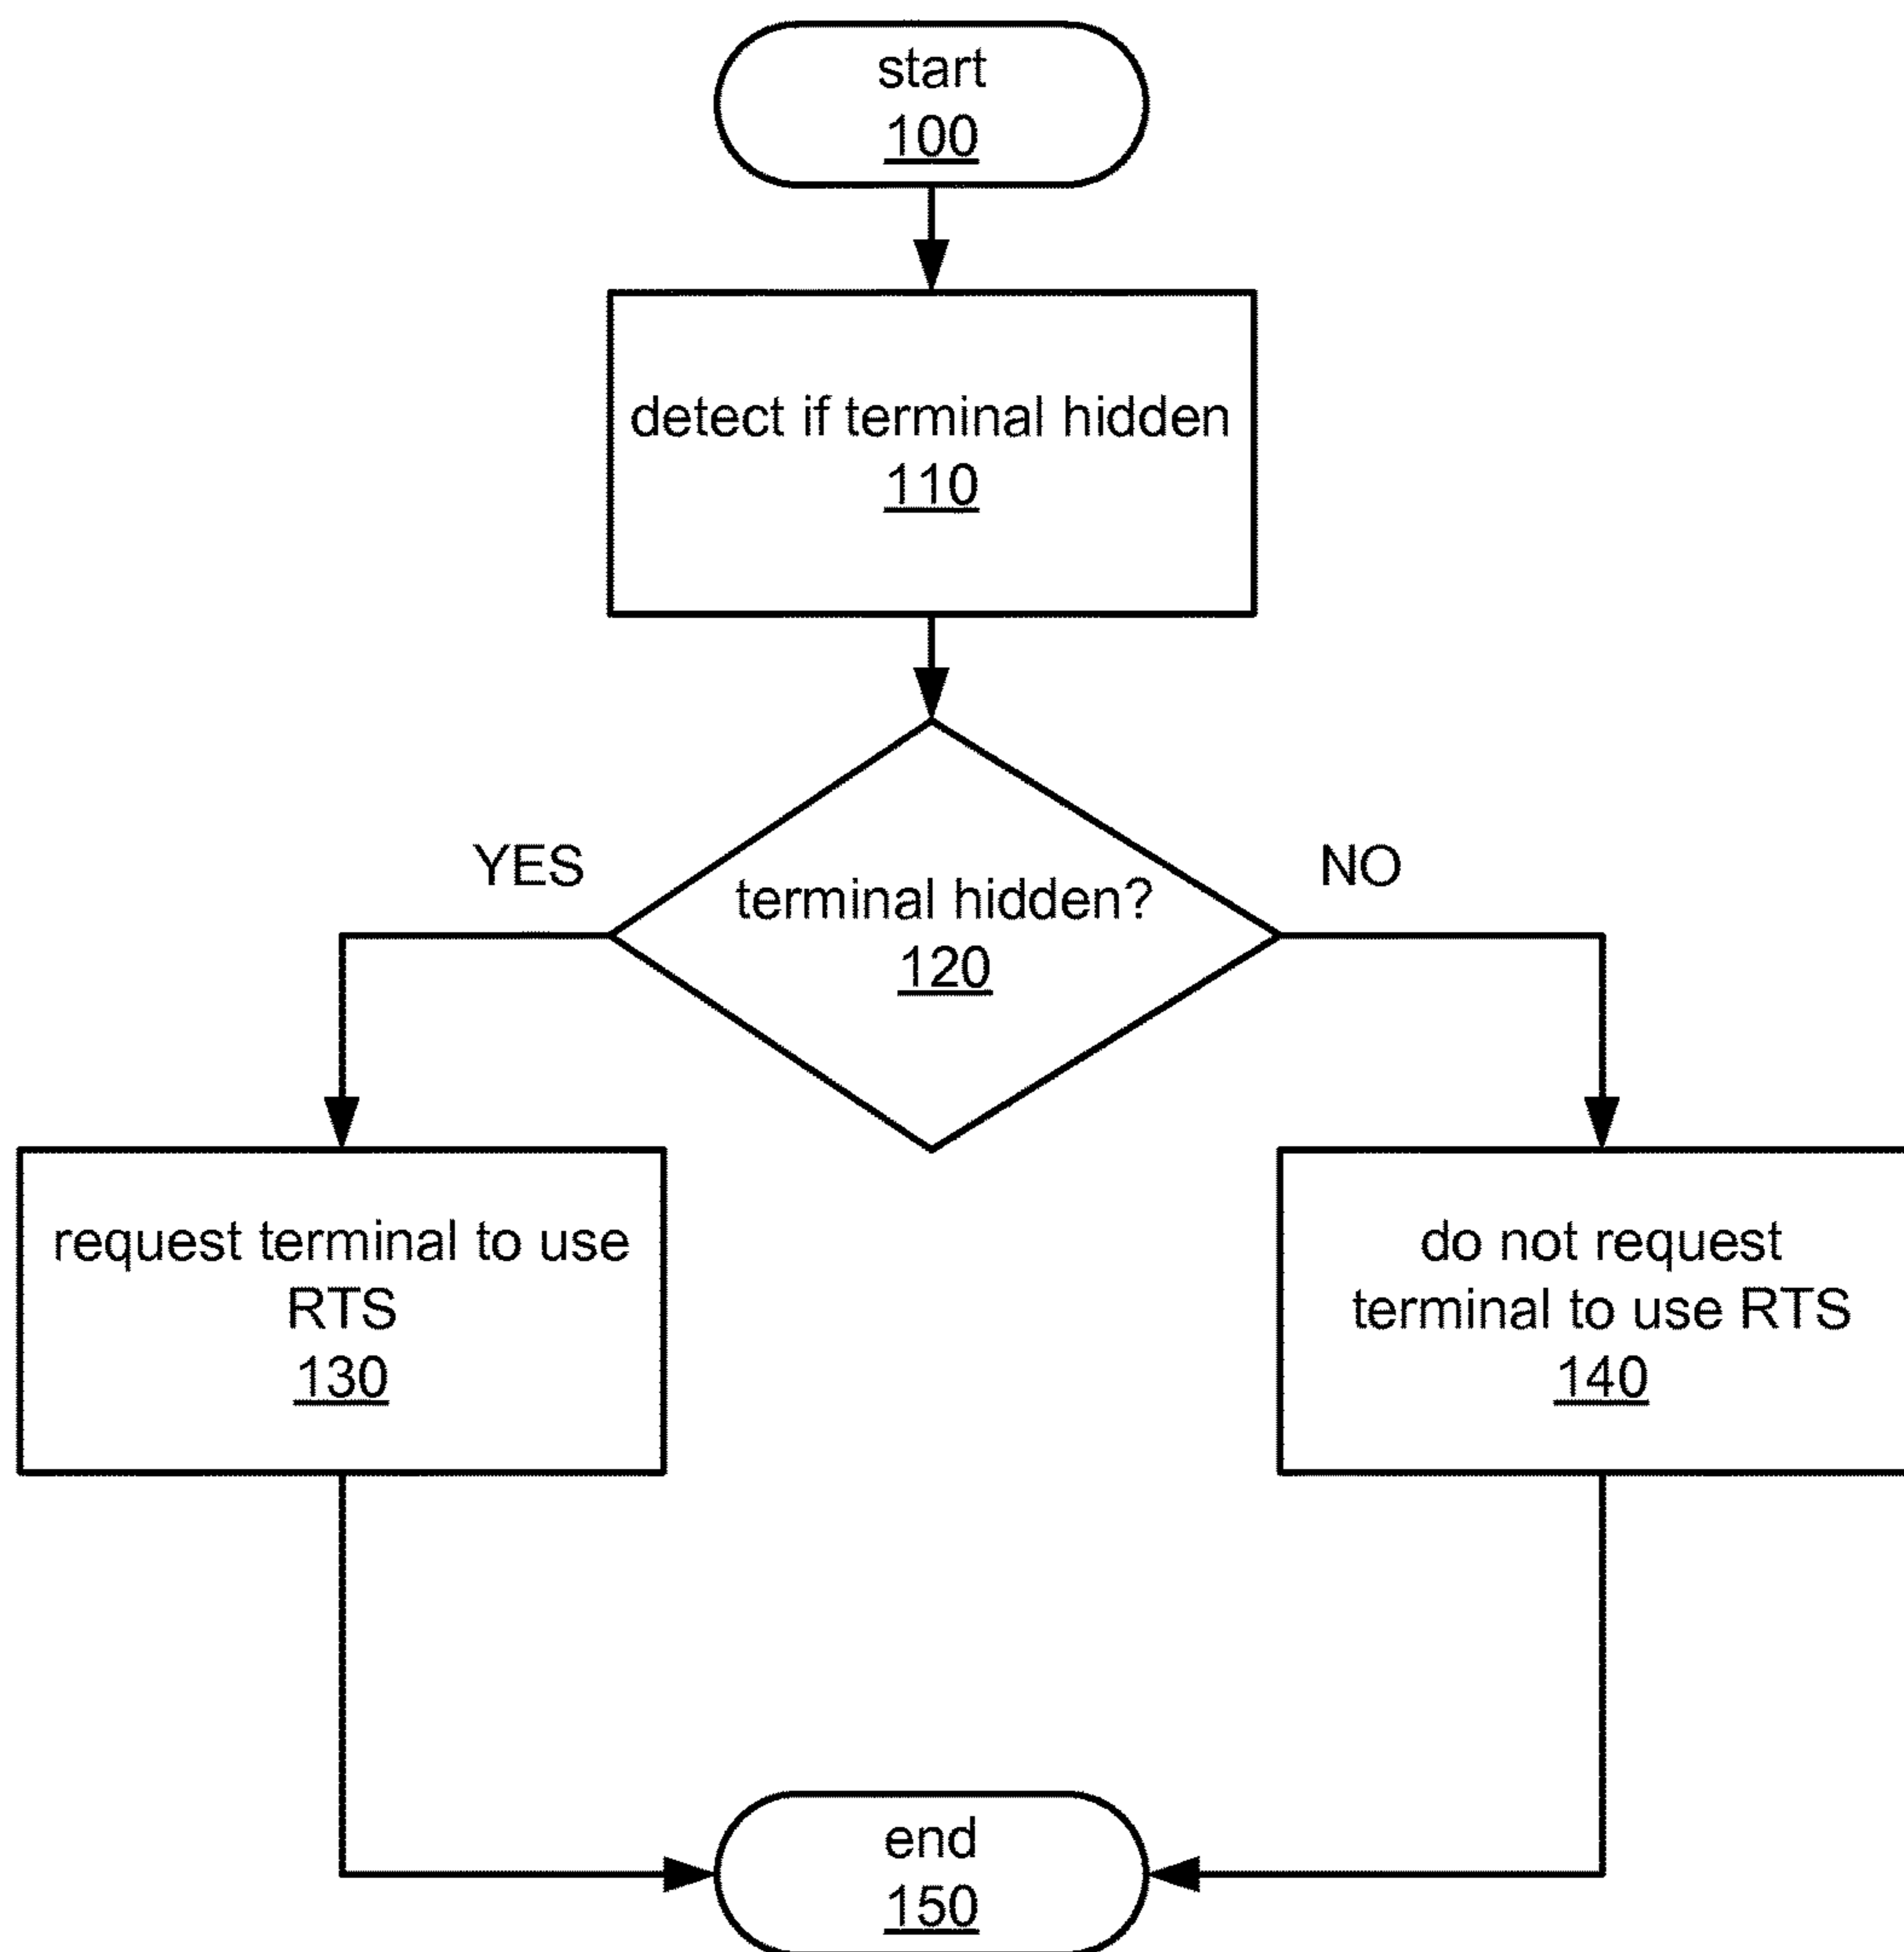 start
100
detect if terminal hidden
110
YES
NO
terminal hidden?
120
request terminal to use
RTS
130
do not request
terminal to use RTS
140
end
150